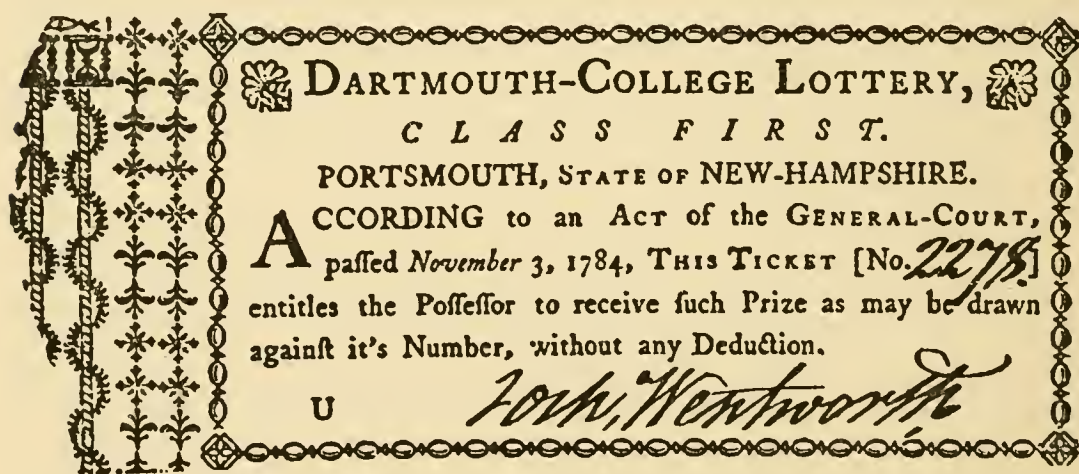 DARTMOUTH-COLLEGE LOTTERY,
CLASS FIRST.
PORTSMOUTH, STATE OF NEW-HAMPSHIRE.
ACCORDING to an ACT of the GENERAL-COURT,
paſſed November 3, 1784, THIS TICKET [No. 2278]
entitles the Poſſeſſor to receive ſuch Prize as may be drawn
againſt it's Number, without any Deduction.
U Wentworth